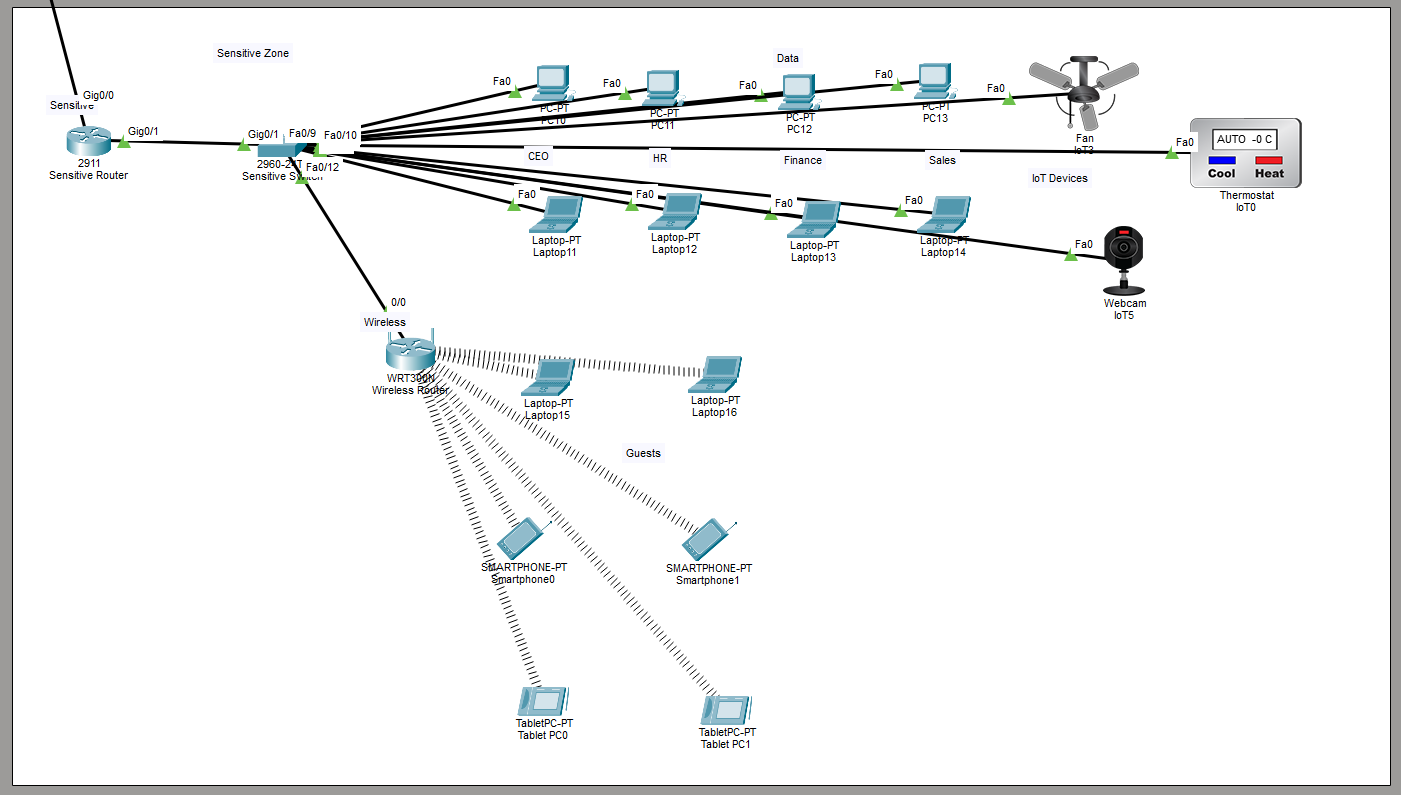 Sensitive Zone
Data
Gig0/0
Sensitive
Gig0/1
2911
Sensitive Router
Gig0/1
Fa0/9
Fa0/10
2960-24T
Sensitive Switch
Fa0/12
Fa0
PC-PT
PC10
Fa0
PC-PT
PC11
Fa0
PC-PT
PC12
Fa0
PC-PT
PC13
Fa0
Fan
IoT3
Fa0
AUTO -0 C
Cool
Heat
Thermostat
IoT0
CEO
HR
Finance
Sales
IoT Devices
Fa0
Laptop-PT
Laptop11
Fa0
Laptop-PT
Laptop12
Fa0
Laptop-PT
Laptop13
Fa0
Laptop-PT
Laptop14
Fa0
Webcam
IoT5
0/0
Wireless
WRT300N
Wireless Router
Laptop-PT
Laptop15
Laptop-PT
Laptop16
Guests
SMARTPHONE-PT
Smartphone0
SMARTPHONE-PT
Smartphone1
TabletPC-PT
Tablet PC0
TabletPC-PT
Tablet PC1